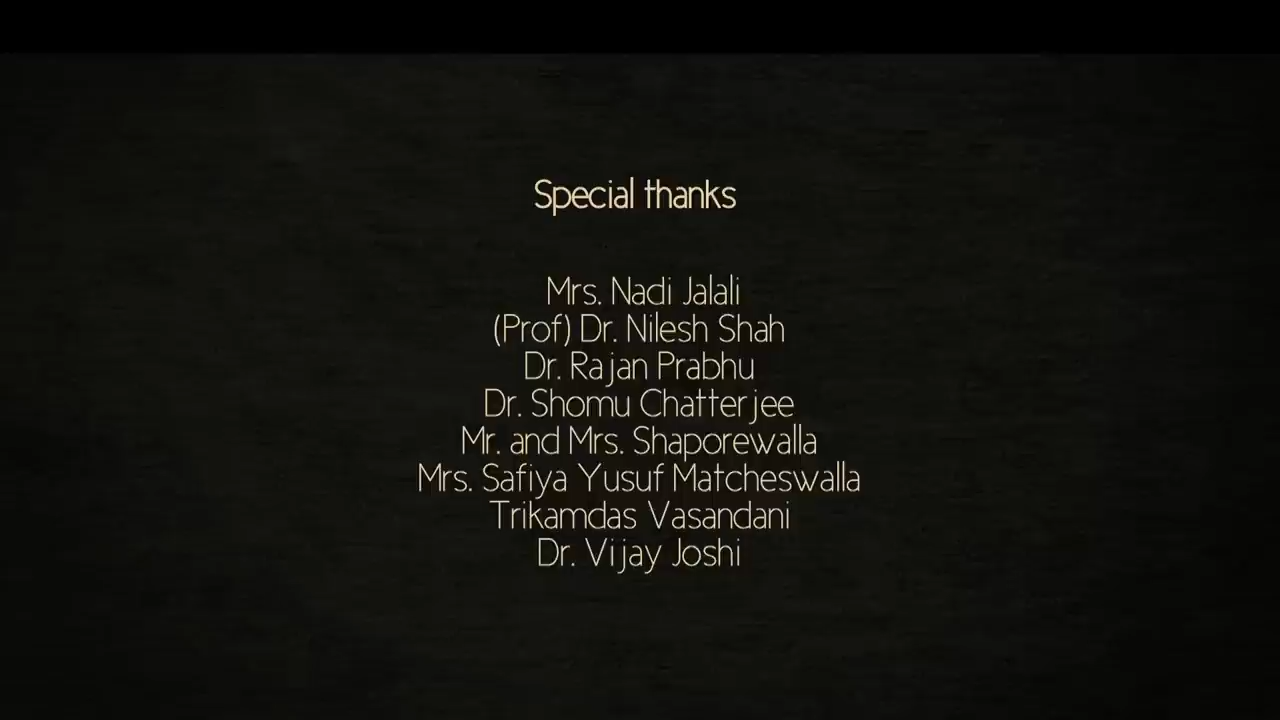 Special thanks
Mrs. Nadi Jalali
(Prof) Dr. Nilesh Shah
Dr. Rajan Prabhu
Dr. Shomu Chatterjee
Mr. and Mrs. Shaporewalla
Mrs. Safiya Yusuf Matcheswalla
Trikamdas Vasandani
Dr. Vijay Joshi